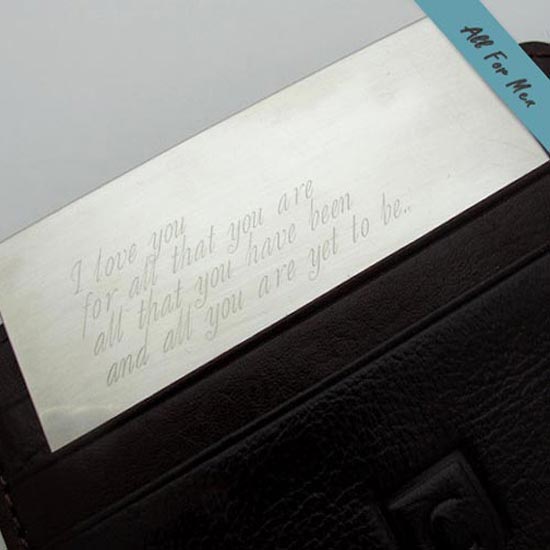 All For Men
I love you
for all that you are
all that you have been
and all you are yet to be..